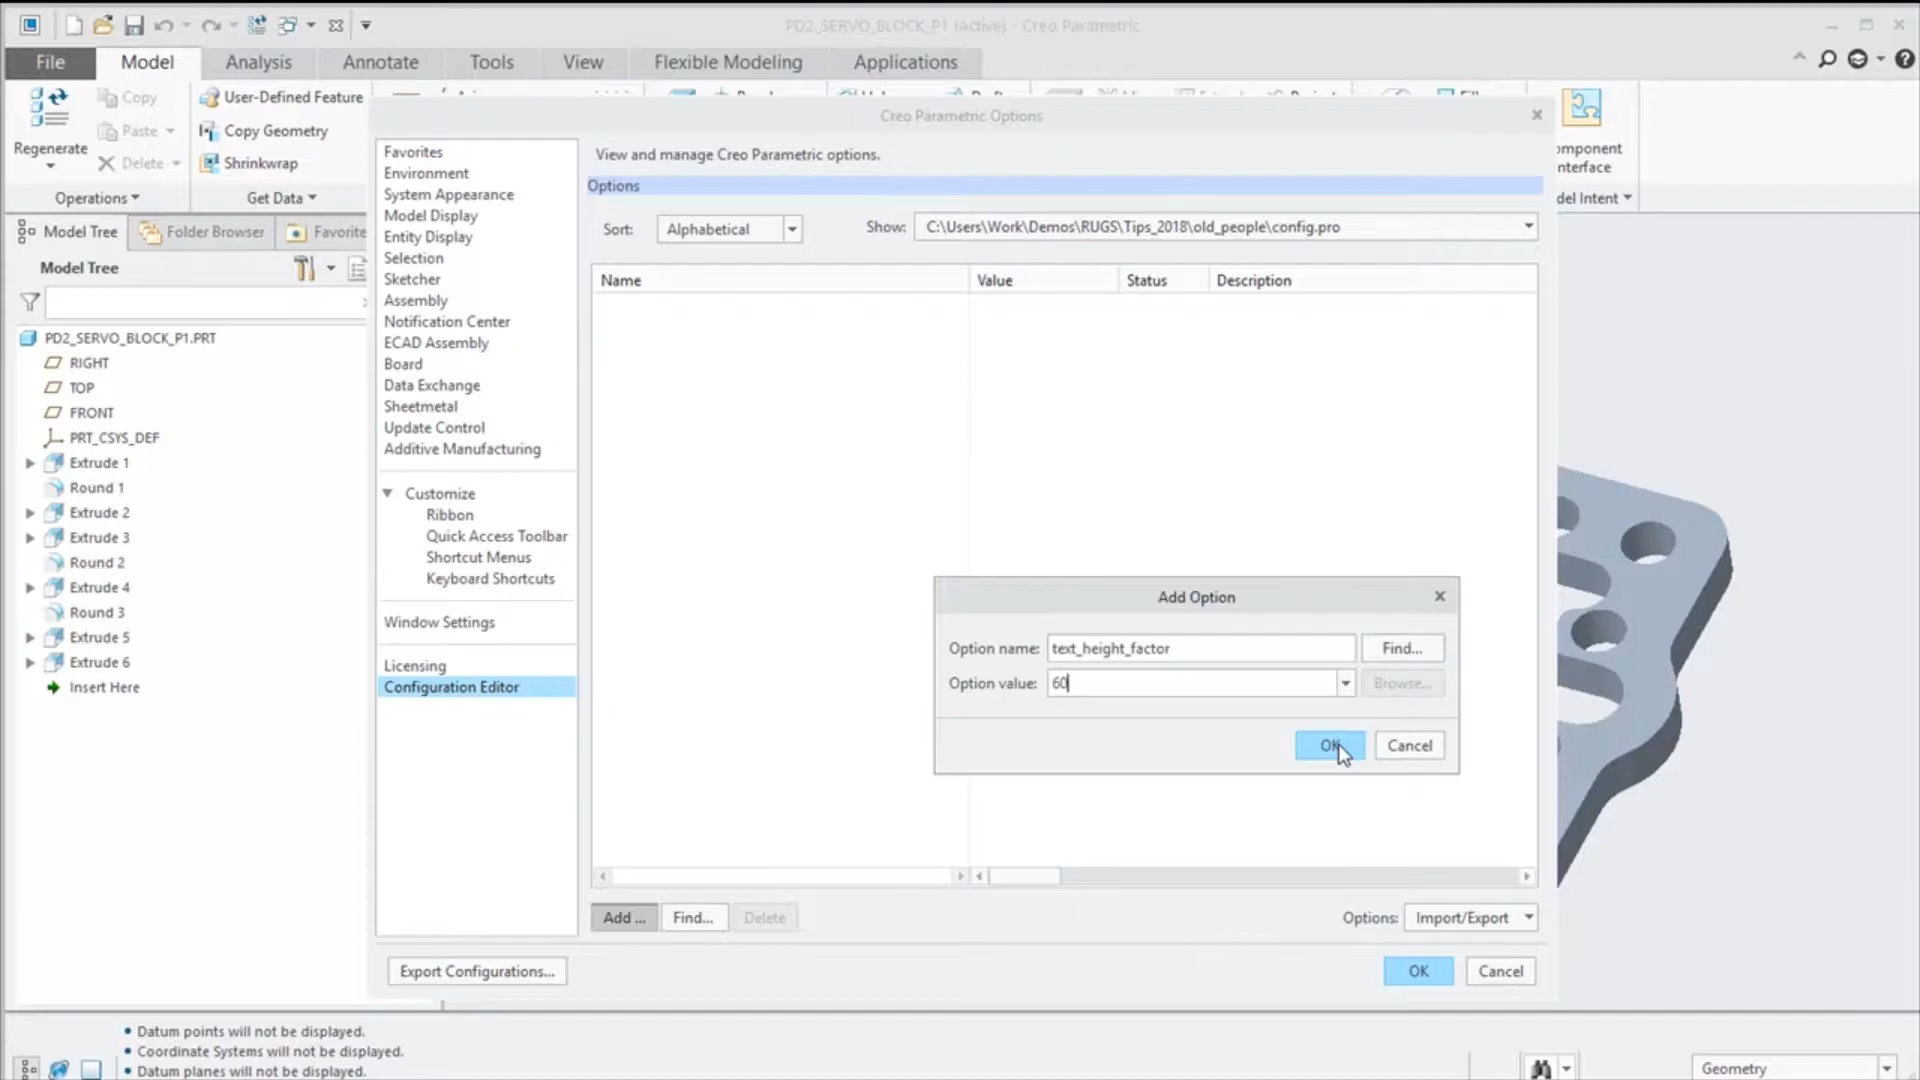 PD2_SERVO_BLOCK_P1 (Active) - Creo Parametric
File Model Analysis Annotate Tools View Flexible Modeling Applications
Regenerate
Copy
Paste
Delete
Operations
User-Defined Feature
Copy Geometry
Shrinkwrap
Get Data
omponent
nterface
del Intent
Model Tree Folder Browser Favorite
Model Tree
PD2_SERVO_BLOCK_P1.PRT
RIGHT
TOP
FRONT
PRT_CSYS_DEF
Extrude 1
Round 1
Extrude 2
Extrude 3
Round 2
Extrude 4
Round 3
Extrude 5
Extrude 6
Insert Here
Creo Parametric Options
Favorites
Environment
System Appearance
Model Display
Entity Display
Selection
Sketcher
Assembly
Notification Center
ECAD Assembly
Board
Data Exchange
Sheetmetal
Update Control
Additive Manufacturing
Customize
Ribbon
Quick Access Toolbar
Shortcut Menus
Keyboard Shortcuts
Window Settings
Licensing
Configuration Editor
View and manage Creo Parametric options.
Options
Sort: Alphabetical Show: C:\Users\Work\Demos\RUGS\Tips_2018\old_people\config.pro
Name Value Status Description
Add Option
Option name: text_height_factor Find...
Option value: 60 Browse...
OK Cancel
Add ... Find... Delete Options: Import/Export
Export Configurations... OK Cancel
• Datum points will not be displayed.
• Coordinate Systems will not be displayed.
• Datum planes will not be displayed.
Geometry